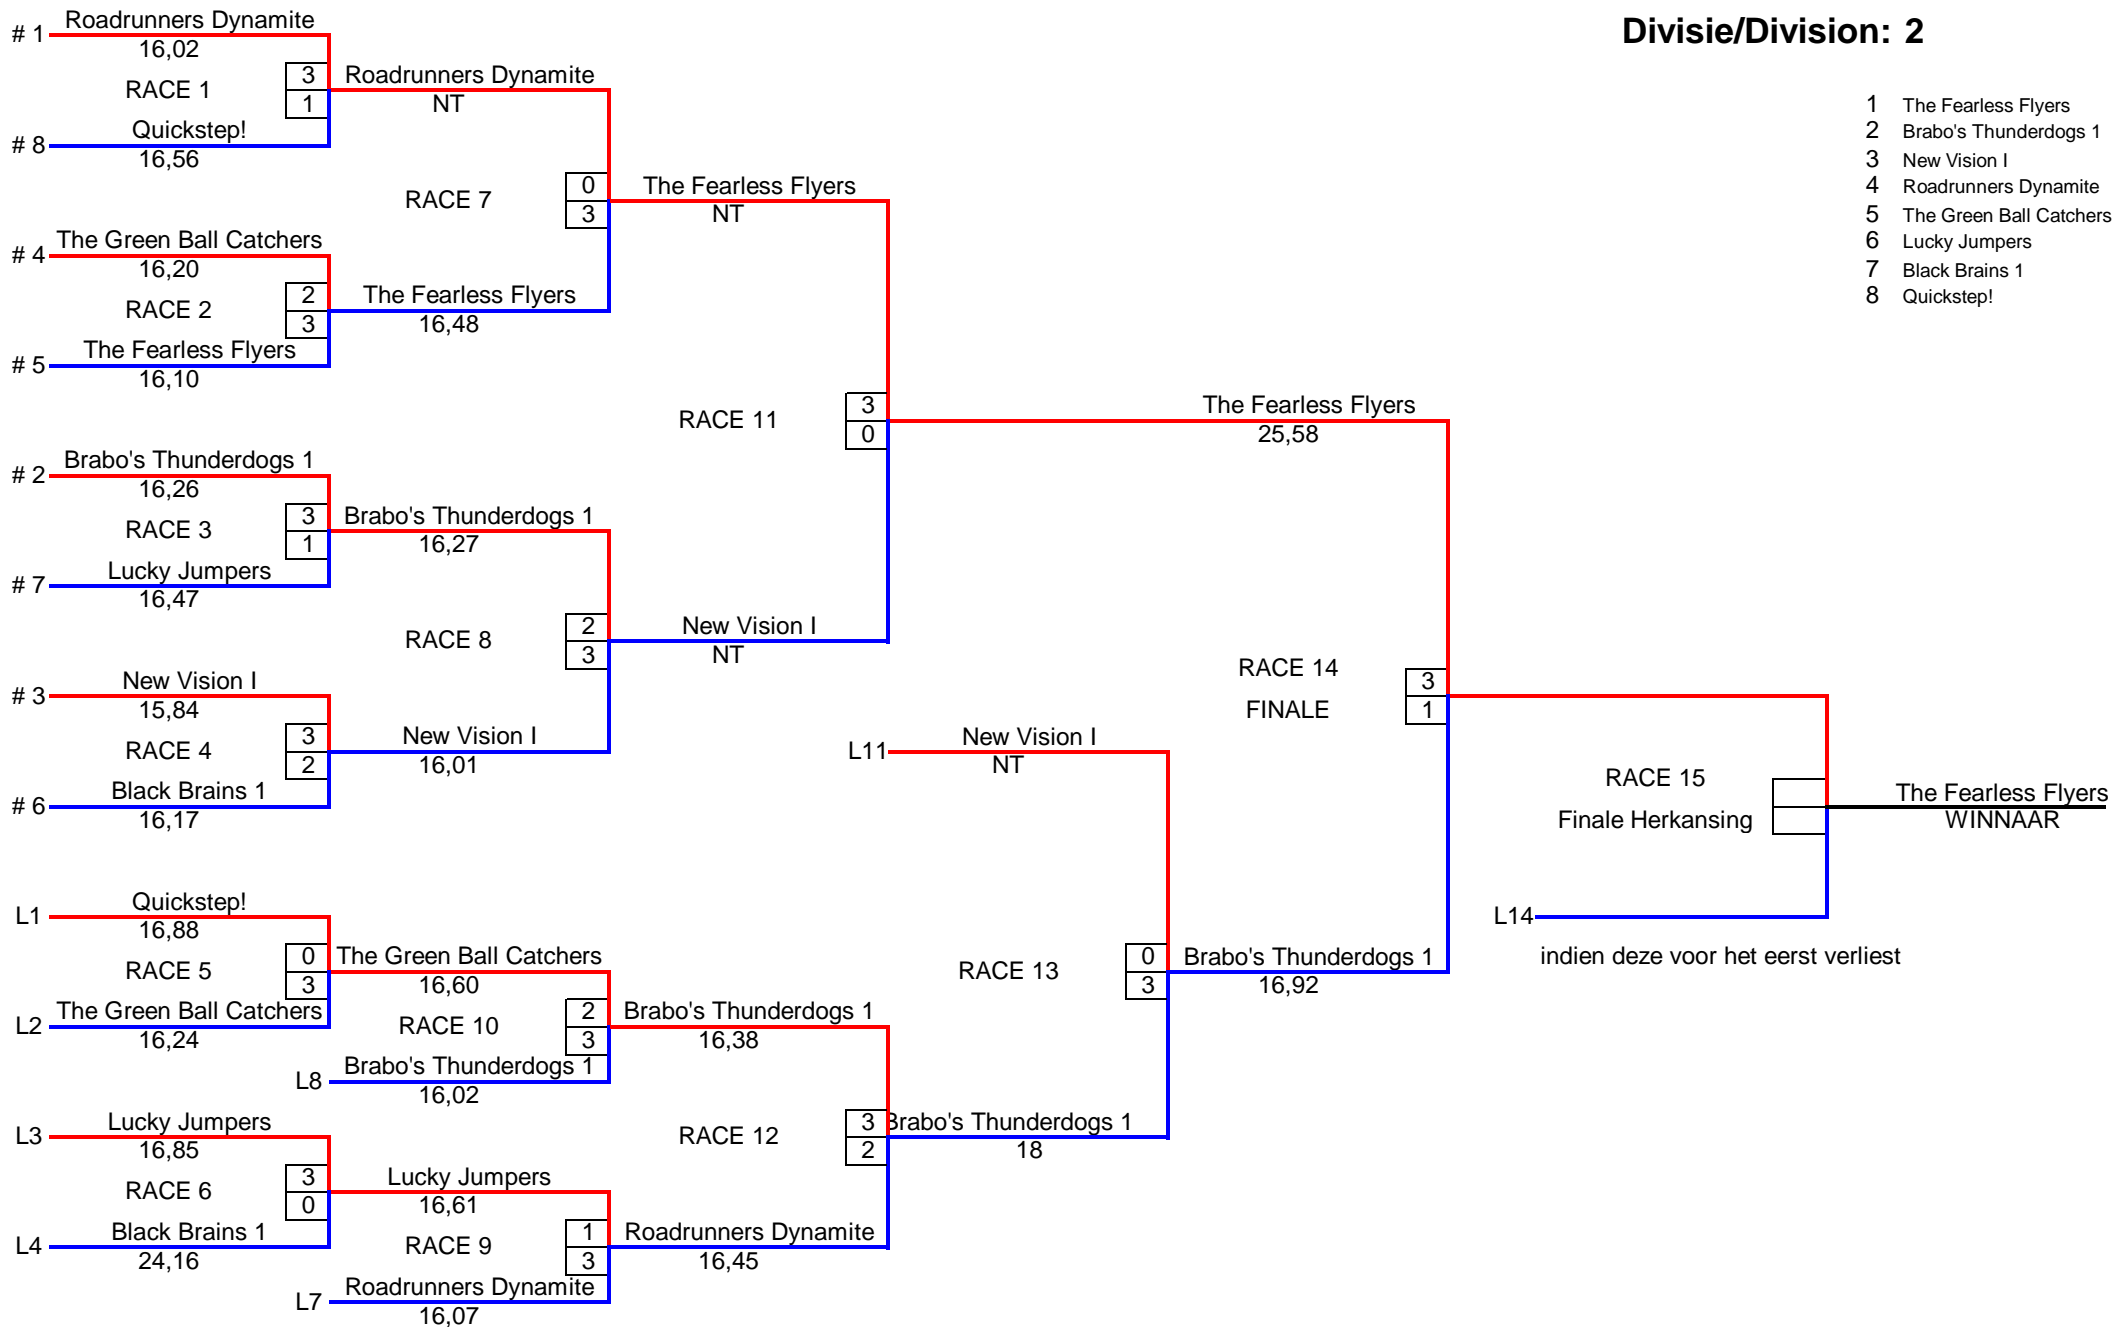 Divisie/Division: 2
1 The Fearless Flyers
2 Brabo's Thunderdogs 1
3 New Vision I
4 Roadrunners Dynamite
5 The Green Ball Catchers
6 Lucky Jumpers
7 Black Brains 1
8 Quickstep!
# 1 Roadrunners Dynamite
16,02
RACE 1
3
1
# 8 Quickstep!
16,56
# 4 The Green Ball Catchers
16,20
RACE 2
2
3
# 5 The Fearless Flyers
16,10
# 2 Brabo's Thunderdogs 1
16,26
RACE 3
3
1
# 7 Lucky Jumpers
16,47
# 3 New Vision I
15,84
RACE 4
3
2
# 6 Black Brains 1
16,17
L1 Quickstep!
16,88
RACE 5
0
3
L2 The Green Ball Catchers
16,24
L3 Lucky Jumpers
16,85
RACE 6
3
0
L4 Black Brains 1
24,16
Roadrunners Dynamite
NT
RACE 7
0
3
The Fearless Flyers
16,48
Brabo's Thunderdogs 1
16,27
RACE 8
2
3
New Vision I
16,01
The Green Ball Catchers
16,60
RACE 10
2
3
L8 Brabo's Thunderdogs 1
16,02
Lucky Jumpers
16,61
RACE 9
1
3
L7 Roadrunners Dynamite
16,07
The Fearless Flyers
NT
RACE 11
3
0
New Vision I
NT
Brabo's Thunderdogs 1
16,38
RACE 12
3
2
Roadrunners Dynamite
16,45
L11 New Vision I
NT
RACE 13
0
3
Brabo's Thunderdogs 1
18
The Fearless Flyers
25,58
RACE 14
FINALE
3
1
Brabo's Thunderdogs 1
16,92
RACE 15
Finale Herkansing
L14
indien deze voor het eerst verliest
The Fearless Flyers
WINNAAR